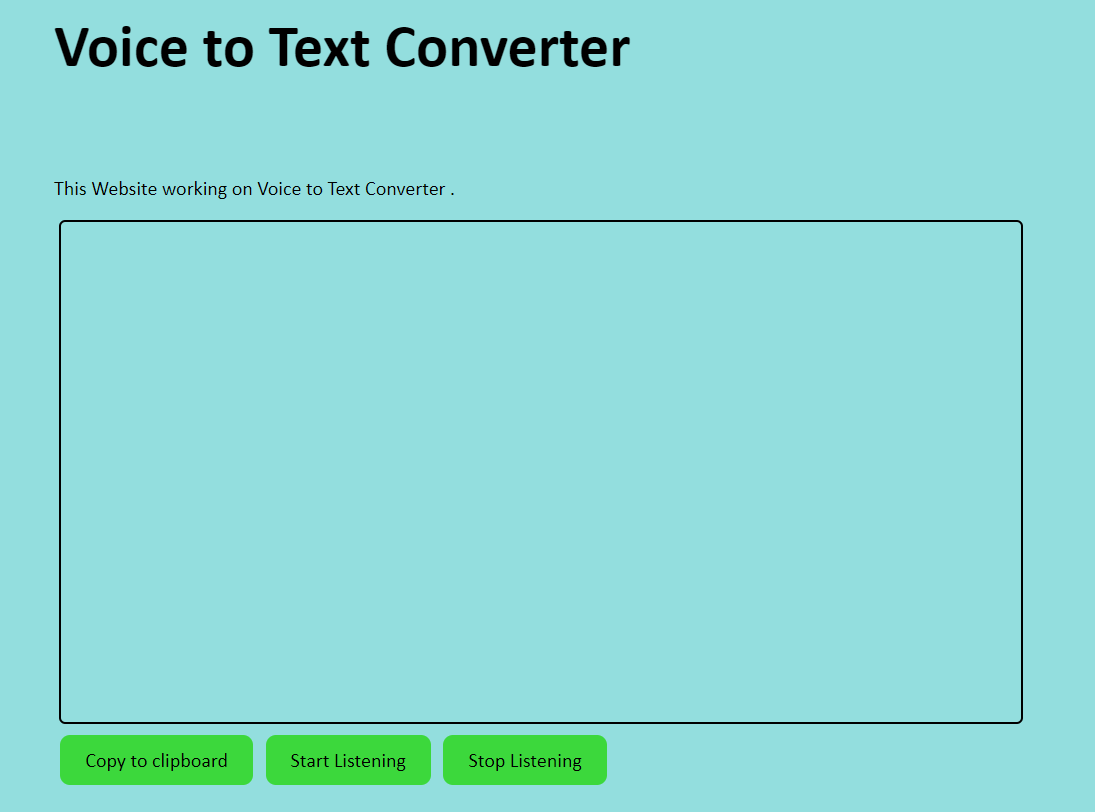 Voice to Text Converter
This Website working on Voice to Text Converter .
Copy to clipboard
Start Listening
Stop Listening